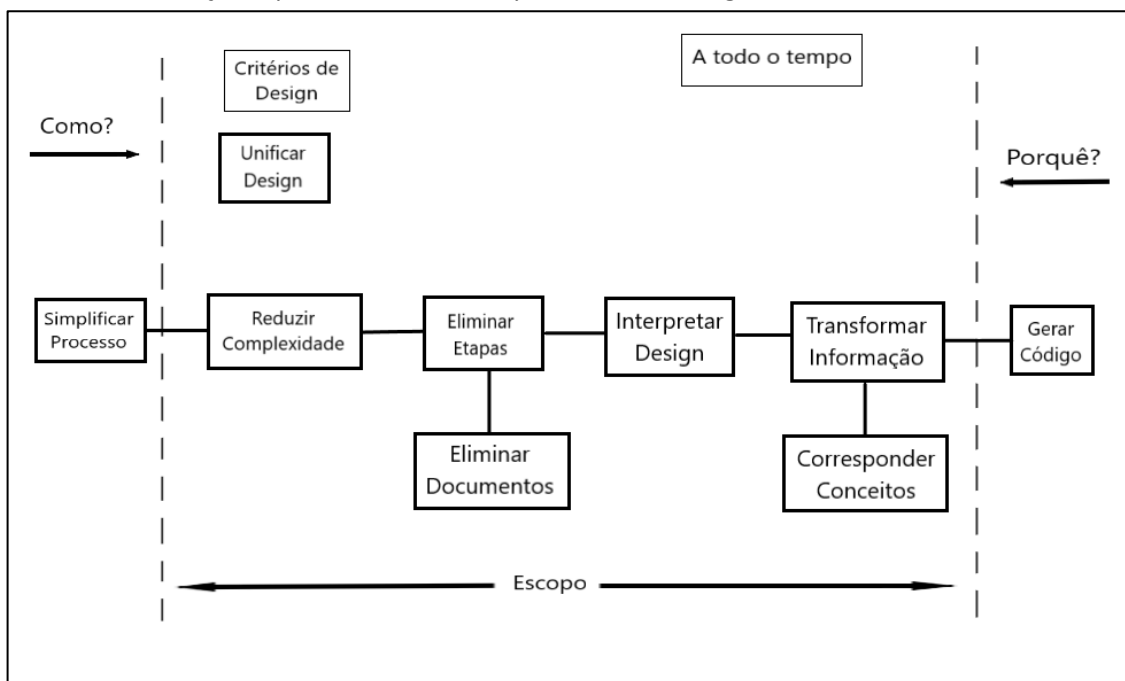 Critérios de
Design
A todo o tempo
Como?
Unificar
Design
Porquê?
Simplificar
Processo
Reduzir
Complexidade
Eliminar
Etapas
Interpretar
Design
Transformar
Informação
Gerar
Código
Eliminar
Documentos
Corresponder
Conceitos
Escopo